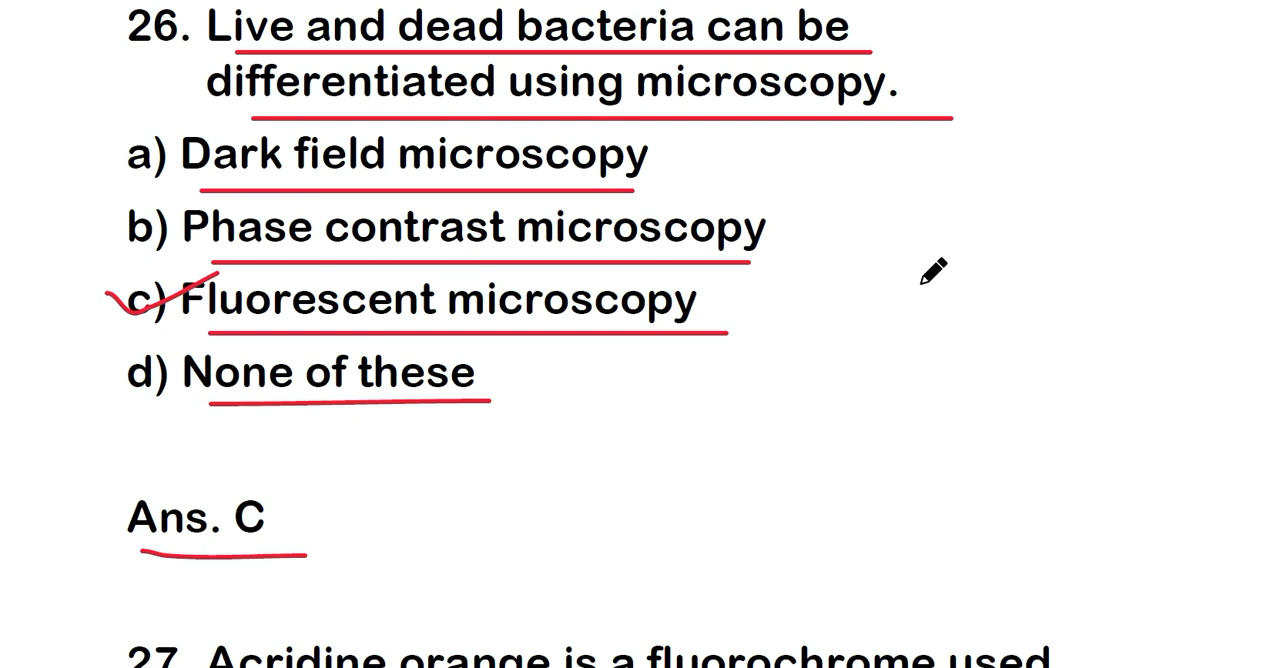 26. Live and dead bacteria can be
differentiated using microscopy.
a) Dark field microscopy
b) Phase contrast microscopy
c) Fluorescent microscopy
d) None of these
Ans. C
27. Acridine orange is a fluorochrome used